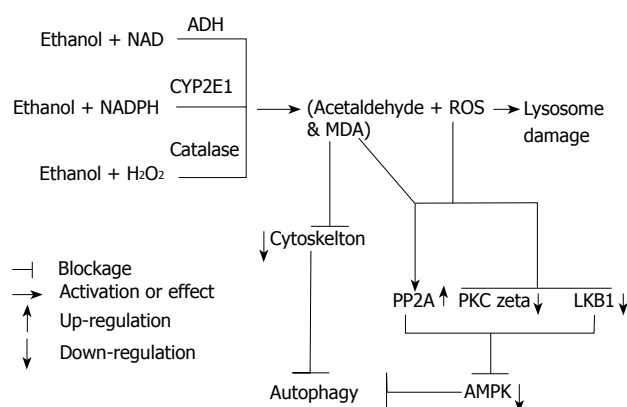 ADH
Ethanol + NAD
CYP2E1
Ethanol + NADPH
Catalase
Ethanol + H₂O₂
(Acetaldehyde + ROS
& MDA)
Lysosome
damage
Cytoskelton
Blockage
Activation or effect
Up-regulation
Down-regulation
PP2A PKC zeta LKB1
Autophagy AMPK